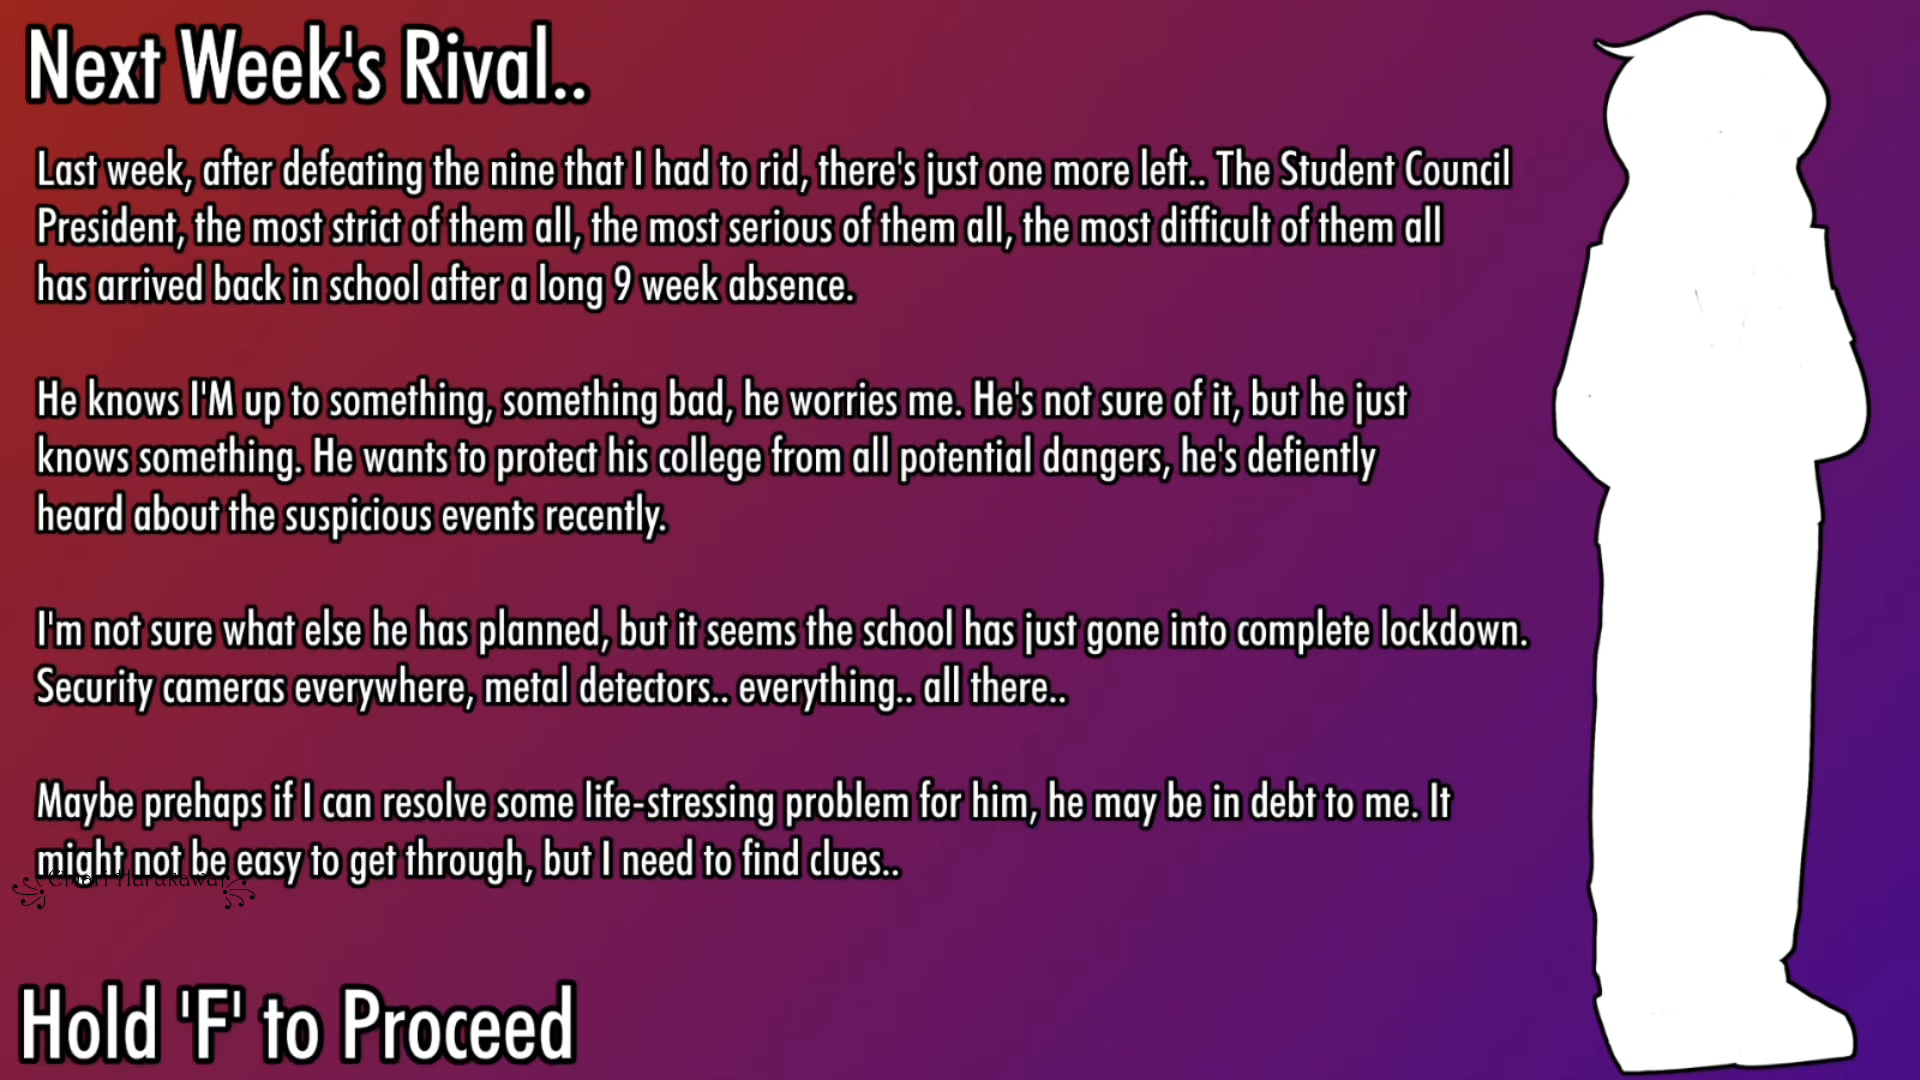 Next Week's Rival..
Last week, after defeating the nine that I had to rid, there's just one more left.. The Student Council
President, the most strict of them all, the most serious of them all, the most difficult of them all
has arrived back in school after a long 9 week absence.
He knows I'M up to something, something bad, he worries me. He's not sure of it, but he just
knows something. He wants to protect his college from all potential dangers, he's defiently
heard about the suspicious events recently.
I'm not sure what else he has planned, but it seems the school has just gone into complete lockdown.
Security cameras everywhere, metal detectors.. everything.. all there..
Maybe prehaps if I can resolve some life-stressing problem for him, he may be in debt to me. It
might not be easy to get through, but I need to find clues..
Hold 'F' to Proceed